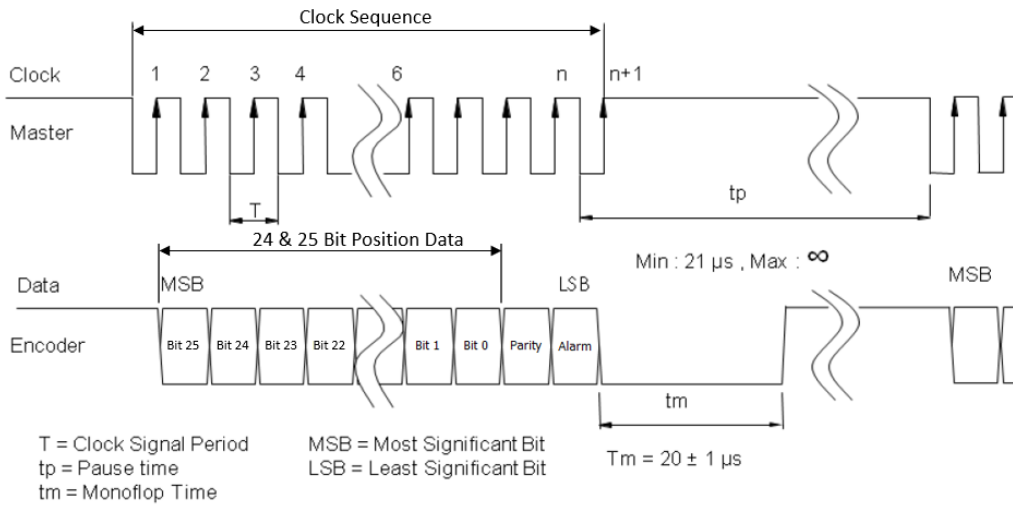 Clock Sequence
Clock 1 2 3 4 6 n n+1
Master
T
tp
24 & 25 Bit Position Data
Min : 21 µs , Max : ∞
Data MSB LSB MSB
Encoder Bit 25 Bit 24 Bit 23 Bit 22 Bit 1 Bit 0 Parity Alarm
tm
T = Clock Signal Period MSB = Most Significant Bit
tp = Pause time LSB = Least Significant Bit
Tm = 20 ± 1 µs
tm = Monoflop Time